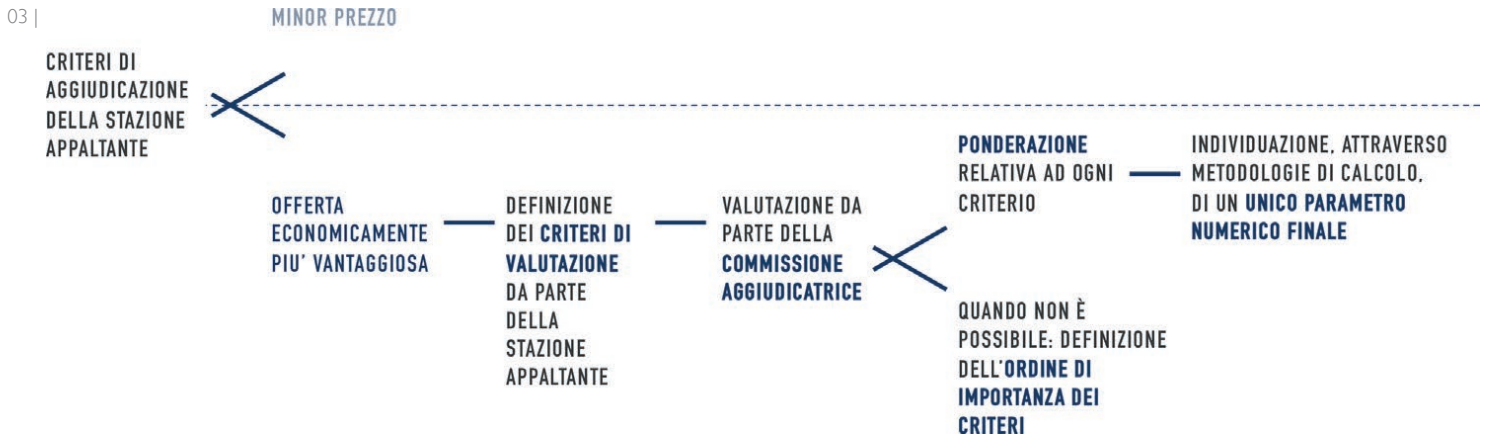 03 |
MINOR PREZZO
CRITERI DI
AGGIUDICAZIONE
DELLA STAZIONE
APPALTANTE
OFFERTA
ECONOMICAMENTE
PIU’ VANTAGGIOSA
DEFINIZIONE
DEI CRITERI DI
VALUTAZIONE
DA PARTE
DELLA
STAZIONE
APPALTANTE
VALUTAZIONE DA
PARTE DELLA
COMMISSIONE
AGGIUDICATRICE
PONDERAZIONE
RELATIVA AD OGNI
CRITERIO
INDIVIDUAZIONE, ATTRAVERSO
METODOLOGIE DI CALCOLO,
DI UN UNICO PARAMETRO
NUMERICO FINALE
QUANDO NON È
POSSIBILE: DEFINIZIONE
DELL’ORDINE DI
IMPORTANZA DEI
CRITERI